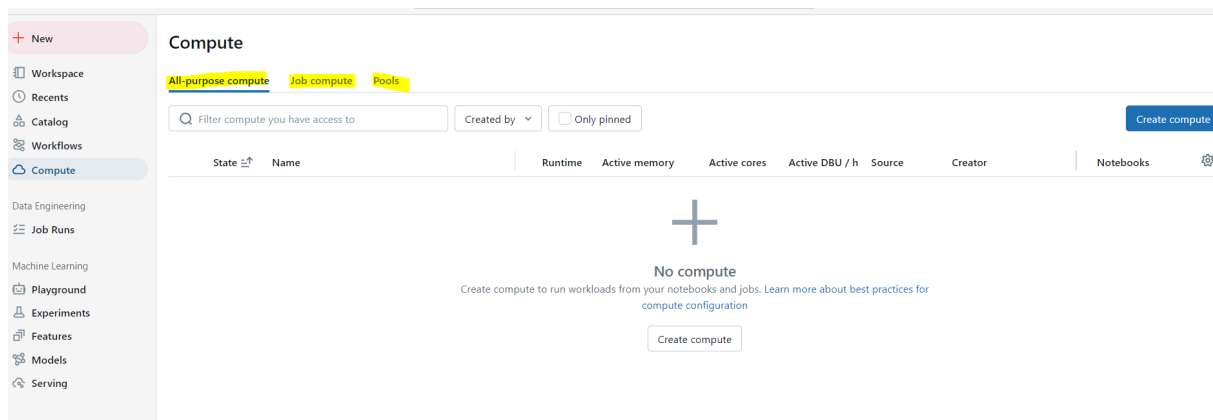 New
Workspace
Recents
Catalog
Workflows
Compute
Data Engineering
Job Runs
Machine Learning
Playground
Experiments
Features
Models
Serving
Compute
All-purpose compute Job compute Pools
Filter compute you have access to Created by Only pinned Create compute
State Name Runtime Active memory Active cores Active DBU / h Source Creator Notebooks
No compute
Create compute to run workloads from your notebooks and jobs. Learn more about best practices for
compute configuration
Create compute